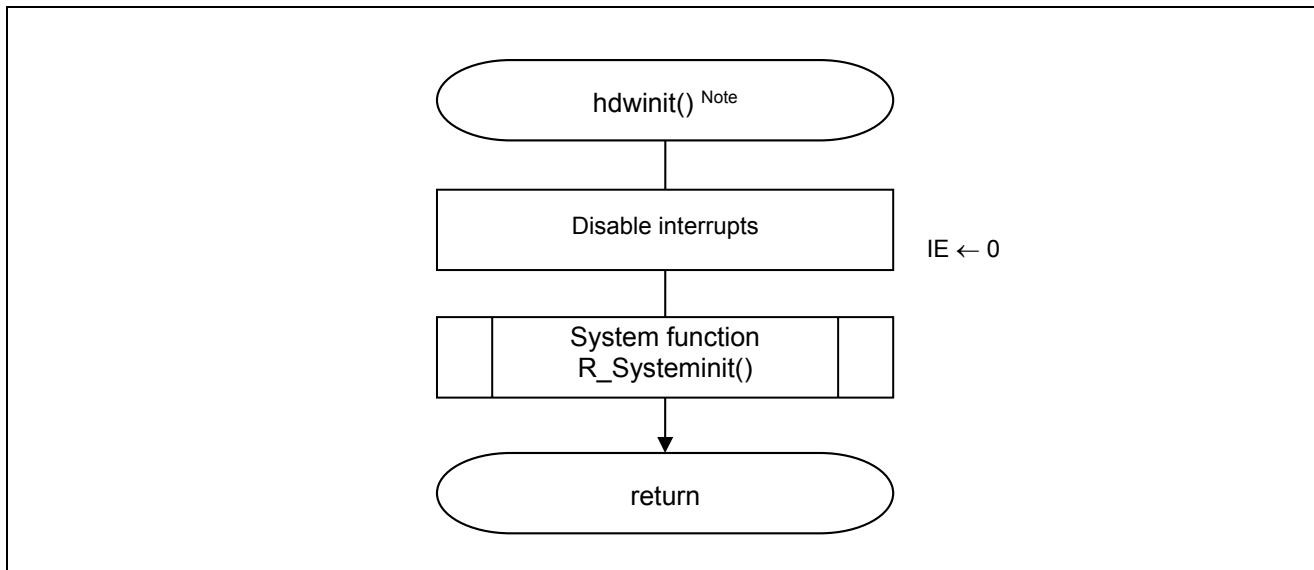 hdwinit() Note
Disable interrupts
IE ← 0
System function
R_Systeminit()
return